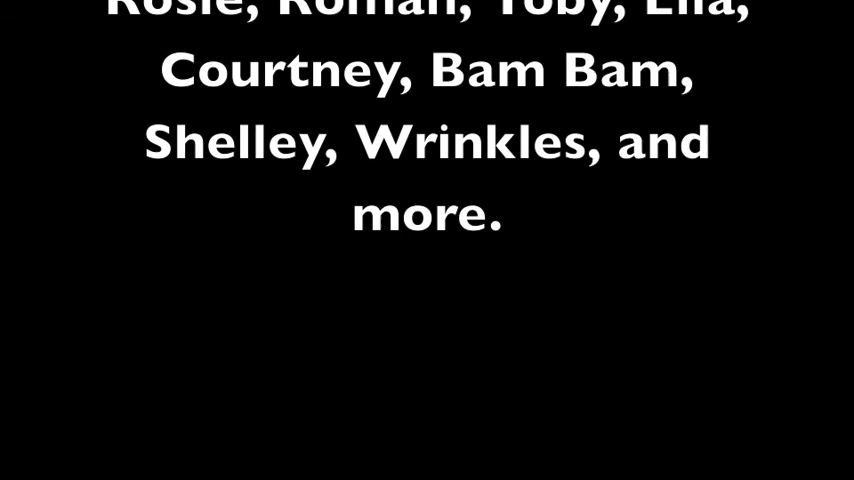 Rosie, Roman, Toby, Ella,
Courtney, Bam Bam,
Shelley, Wrinkles, and
more.